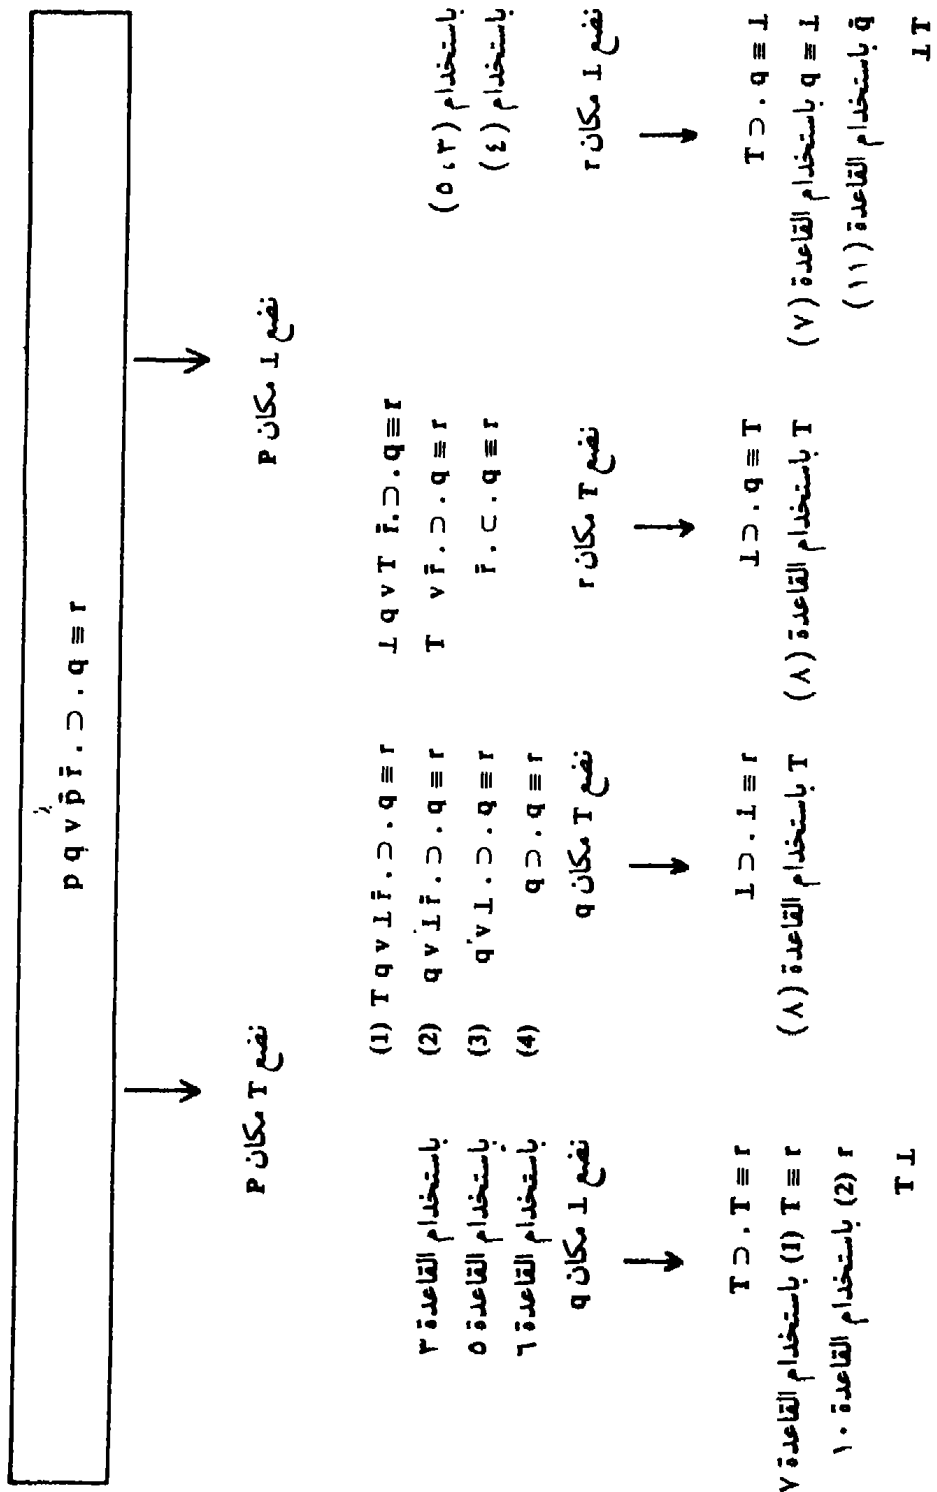 p q v p̄ r̄ . ⊃ . q ≡ r
نضع T مكان P
نضع ⊥ مكان P
(1) T q v ⊥ r̄ . ⊃ . q ≡ r
⊥ q v T r̄ . ⊃ . q ≡ r
باستخدام القاعدة ٣
(2) q v ⊥ r̄ . ⊃ . q ≡ r
T v r̄ . ⊃ . q ≡ r
باستخدام (٣،٥)
باستخدام القاعدة ٥
(3) q v ⊥ . ⊃ . q ≡ r
r̄ . ⊂ . q ≡ r
باستخدام (٤)
باستخدام القاعدة ٦
(4) q ⊃ . q ≡ r
نضع ⊥ مكان q
نضع T مكان q
نضع T مكان r
نضع ⊥ مكان r
T ⊃ . T ≡ r
⊥ ⊃ . ⊥ ≡ r
⊥ ⊃ . q ≡ T
T ⊃ . q ≡ ⊥
T ≡ r (1) باستخدام القاعدة ٧
T باستخدام القاعدة (٨)
T باستخدام القاعدة (٨)
q ≡ ⊥ باستخدام القاعدة (٧)
r (2) باستخدام القاعدة ١٠
q̄ باستخدام القاعدة (١١)
T ⊥
⊥ T